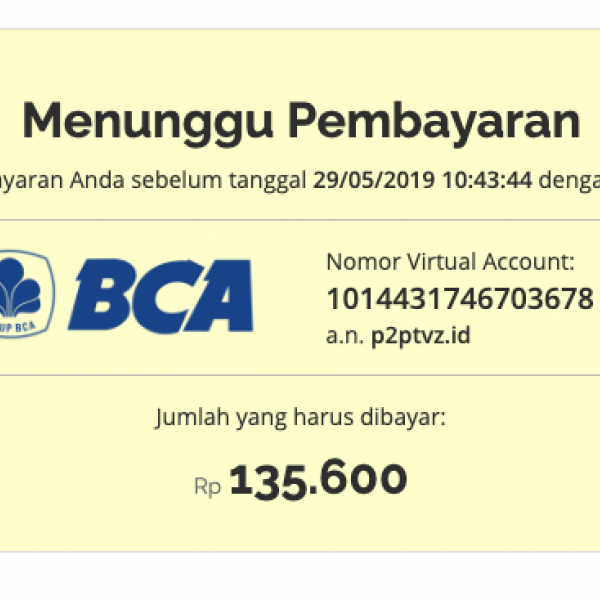 Menunggu Pembayaran
ayaran Anda sebelum tanggal 29/05/2019 10:43:44 denga
UP BCA
BCA
Nomor Virtual Account:
1014431746703678
a.n. p2ptvz.id
Jumlah yang harus dibayar:
Rp 135.600